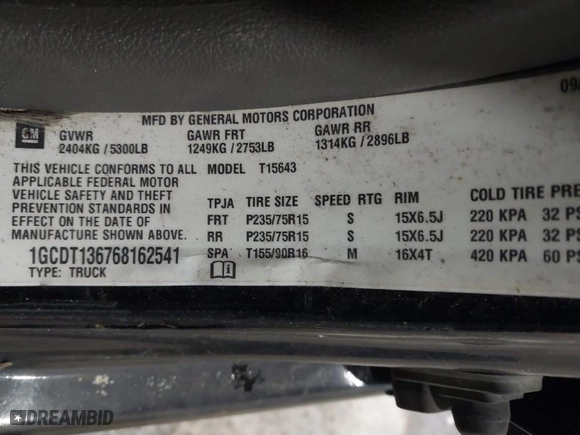 09
MFD BY GENERAL MOTORS CORPORATION
GM GVWR GAWR FRT GAWR RR
2404KG / 5300LB 1249KG / 2753LB 1314KG / 2896LB
THIS VEHICLE CONFORMS TO ALL MODEL T15643
APPLICABLE FEDERAL MOTOR
VEHICLE SAFETY AND THEFT
PREVENTION STANDARDS IN
EFFECT ON THE DATE OF
MANUFACTURE SHOWN ABOVE.
1GCDT136768162541
TYPE: TRUCK
TPJA TIRE SIZE SPEED RTG RIM COLD TIRE PRE
FRT P235/75R15 S 15X6.5J 220 KPA 32 PS
RR P235/75R15 S 15X6.5J 220 KPA 32 PS
SPA T155/90R16 M 16X4T 420 KPA 60 PS
DREAMBID